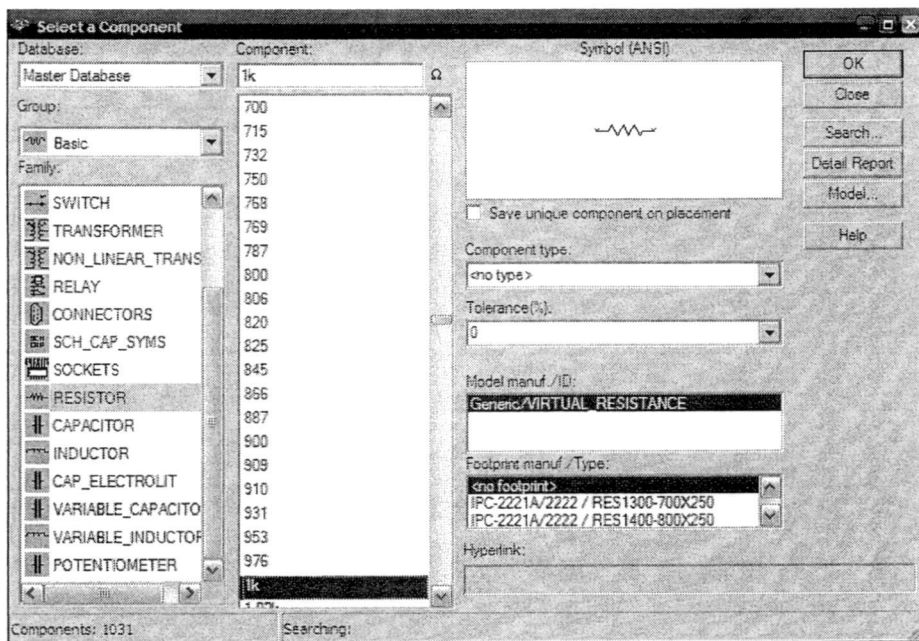 Select a Component
Database:
Master Database
Group:
Basic
Family:
SWITCH
TRANSFORMER
NON_LINEAR_TRANS
RELAY
CONNECTORS
SCH_CAP_SYMS
SOCKETS
RESISTOR
CAPACITOR
INDUCTOR
CAP_ELECTROLIT
VARIABLE_CAPACITO
VARIABLE_INDUCTOR
POTENTIOMETER
Component:
1k Ω
700
715
732
750
768
769
787
800
806
820
825
845
866
887
900
909
910
931
953
976
1k
Symbol (ANSI)
Save unique component on placement
Component type:
<no type>
Tolerance(%):
0
Model manuf./ID:
Generic/VIRTUAL_RESISTANCE
Footprint manuf./Type:
<no footprint>
IPC-2221A/2222 / RES1300-700X250
IPC-2221A/2222 / RES1400-800X250
Hyperlink:
OK
Close
Search...
Detail Report
Model...
Help
Components: 1031
Searching: